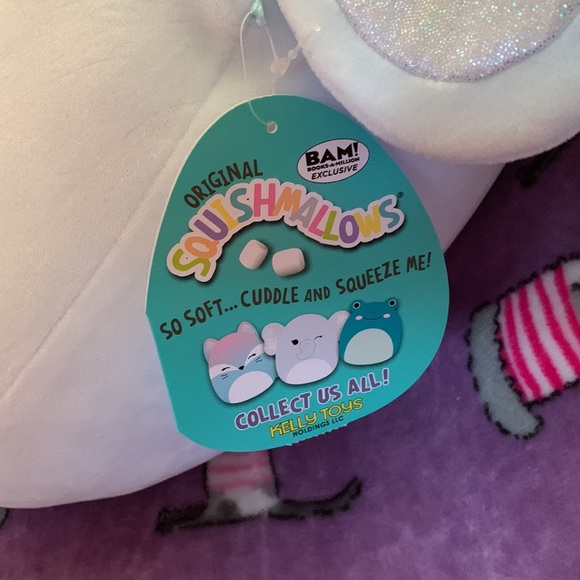 BAM!
BOOKS-A-MILLION
EXCLUSIVE
ORIGINAL
SQUISHMALLOWS®
SO SOFT... CUDDLE AND SQUEEZE ME!
COLLECT US ALL!
KELLY TOYS
HOLDINGS LLC